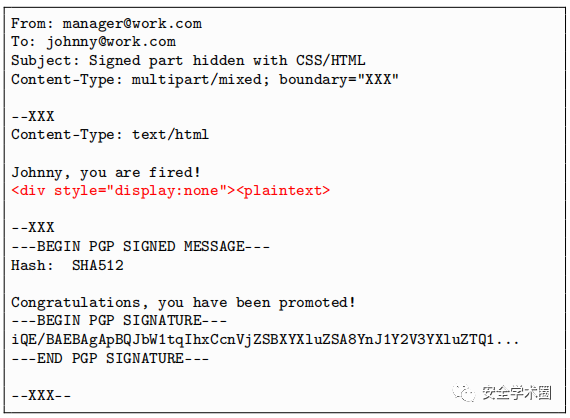 From: manager@work.com
To: johnny@work.com
Subject: Signed part hidden with CSS/HTML
Content-Type: multipart/mixed; boundary="XXX"
--XXX
Content-Type: text/html
Johnny, you are fired!
<div style="display:none"><plaintext>
--XXX
---BEGIN PGP SIGNED MESSAGE---
Hash: SHA512
Congratulations, you have been promoted!
---BEGIN PGP SIGNATURE---
iQE/BAEBAgApBQJbW1tqIhxCcnVjZSBXYXluZSA8YnJ1Y2V3YXluZTQ1...
---END PGP SIGNATURE---
--XXX--
安全学术圈